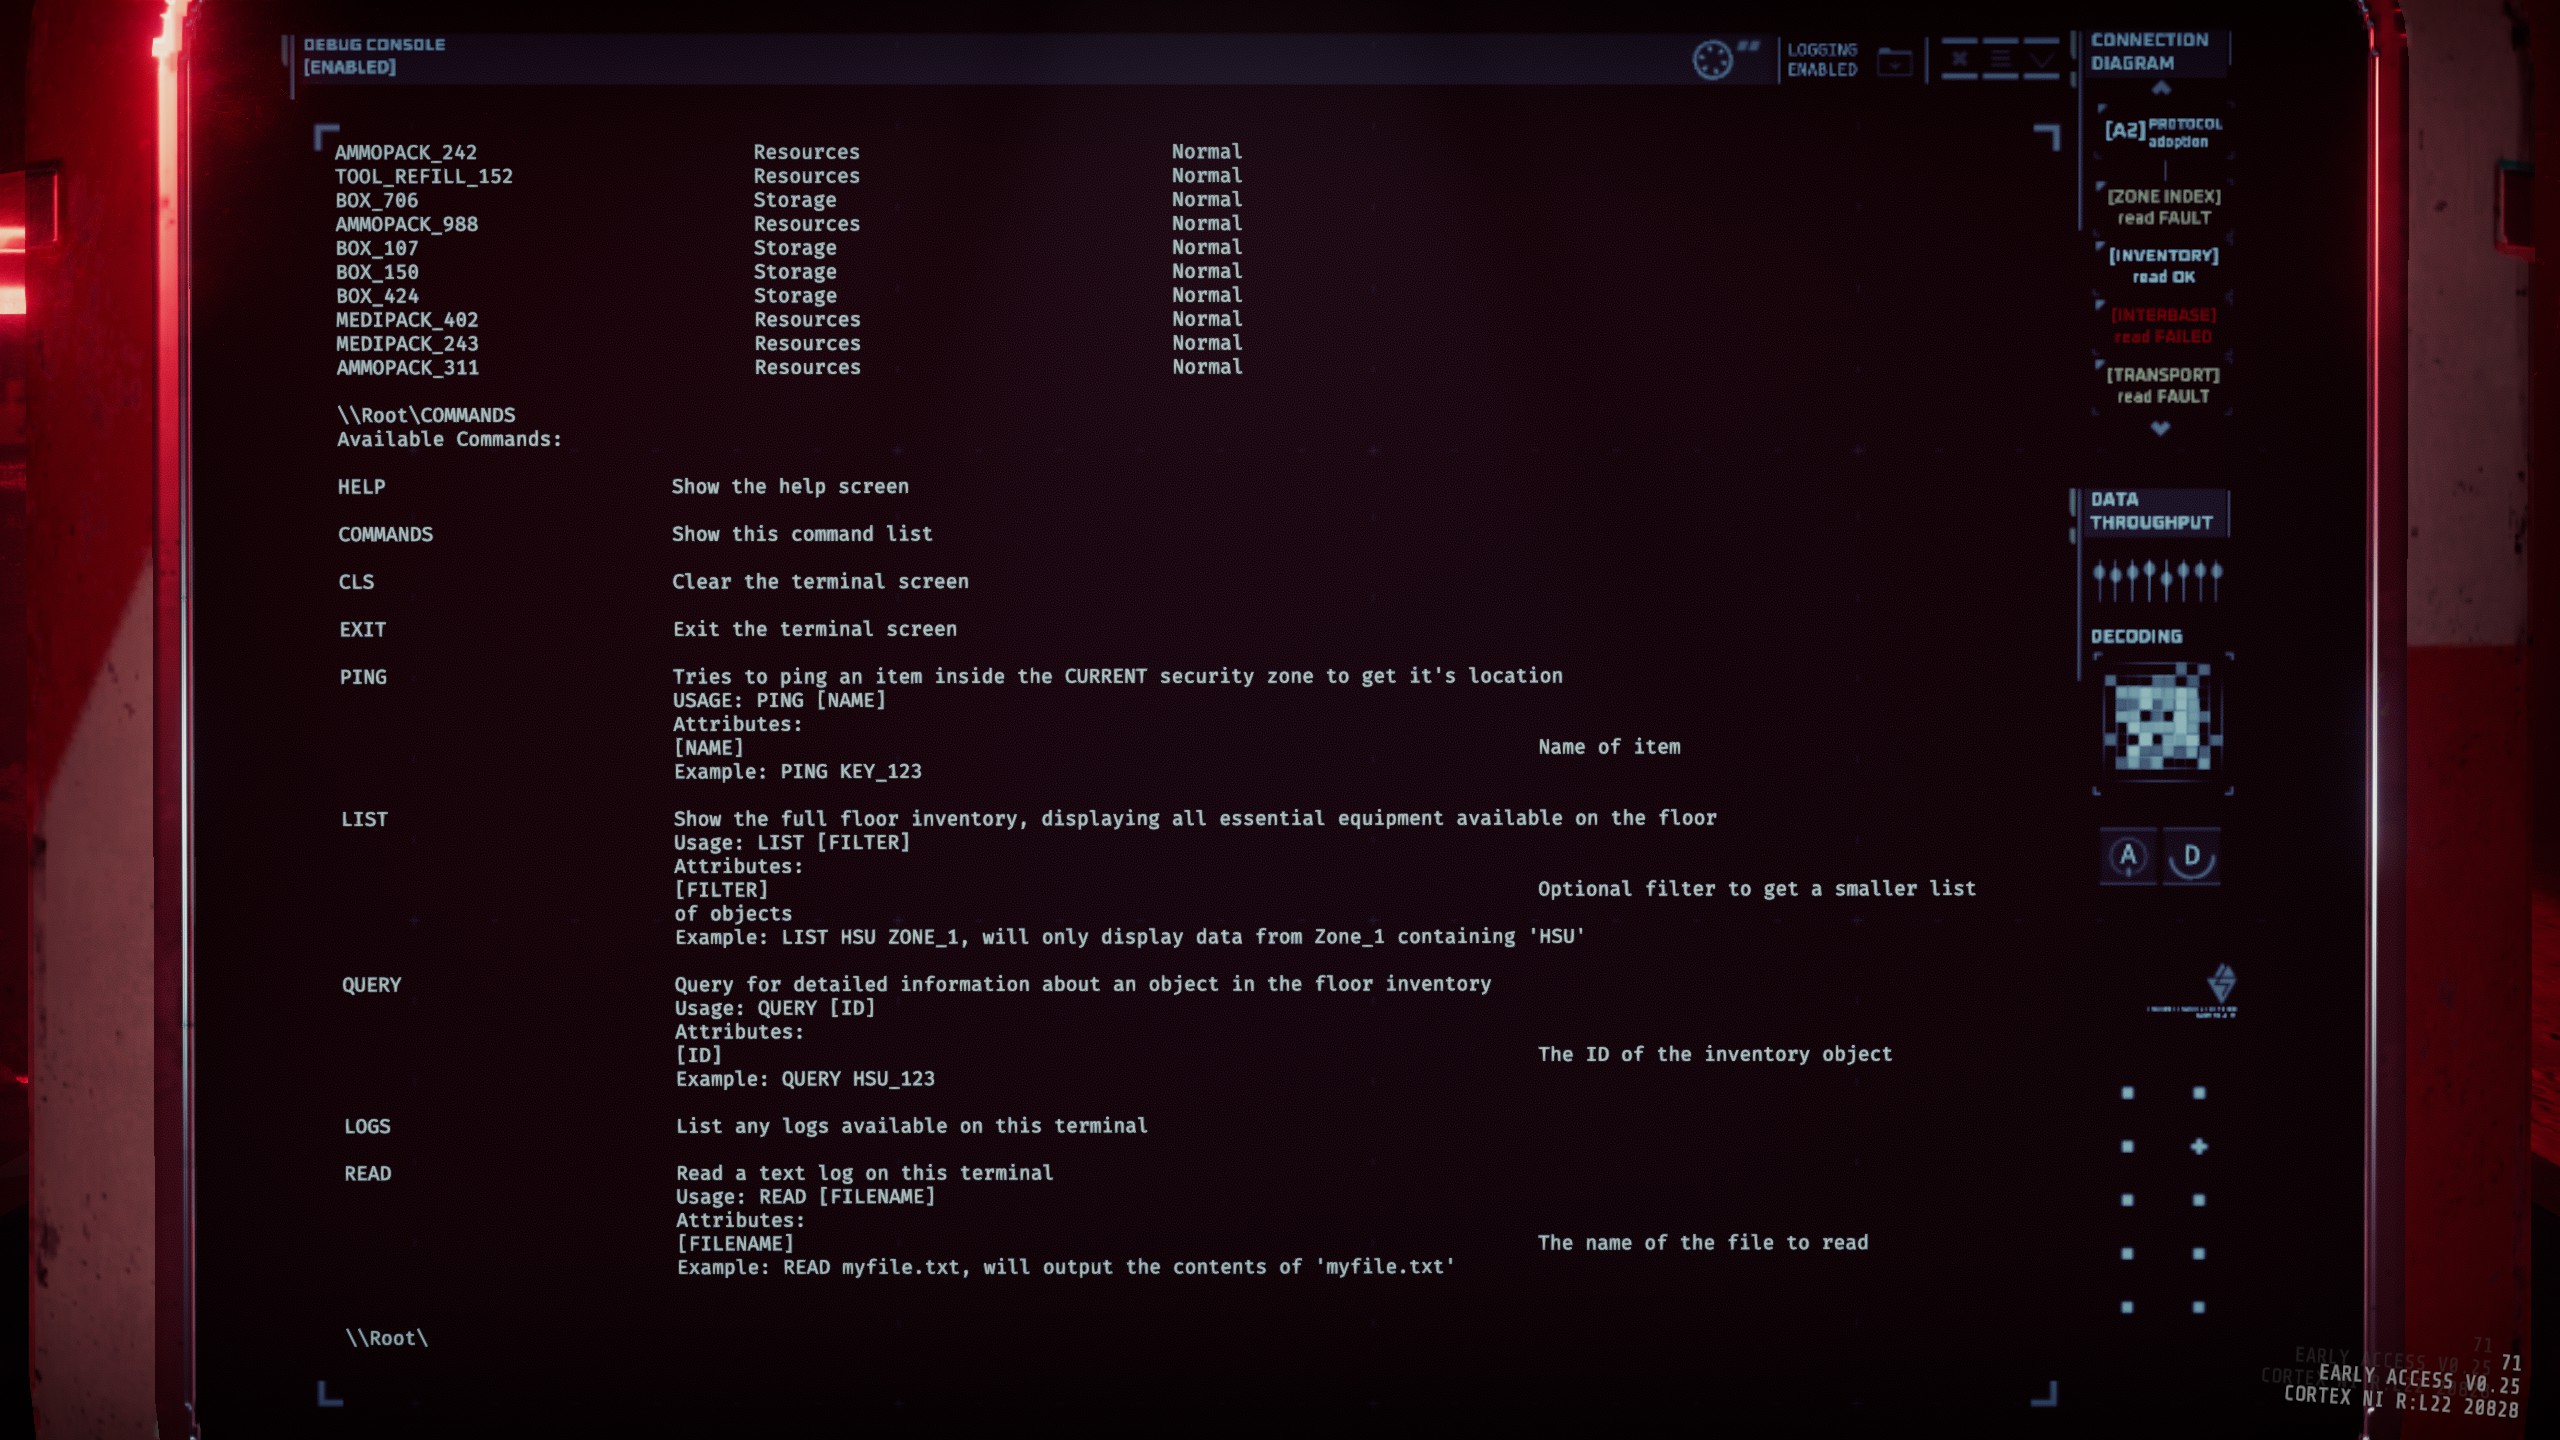 DEBUG CONSOLE
[ENABLED]
LOGGING
ENABLED
AMMOPACK_242 Resources Normal
TOOL_REFILL_152 Resources Normal
BOX_706 Storage Normal
AMMOPACK_988 Resources Normal
BOX_107 Storage Normal
BOX_150 Storage Normal
BOX_424 Storage Normal
MEDIPACK_402 Resources Normal
MEDIPACK_243 Resources Normal
AMMOPACK_311 Resources Normal
\\Root\COMMANDS
Available Commands:
HELP Show the help screen
COMMANDS Show this command list
CLS Clear the terminal screen
EXIT Exit the terminal screen
PING Tries to ping an item inside the CURRENT security zone to get it's location
USAGE: PING [NAME]
Attributes:
[NAME] Name of item
Example: PING KEY_123
LIST Show the full floor inventory, displaying all essential equipment available on the floor
Usage: LIST [FILTER]
Attributes:
[FILTER] Optional filter to get a smaller list
of objects
Example: LIST HSU ZONE_1, will only display data from Zone_1 containing 'HSU'
QUERY Query for detailed information about an object in the floor inventory
Usage: QUERY [ID]
Attributes:
[ID] The ID of the inventory object
Example: QUERY HSU_123
LOGS List any logs available on this terminal
READ Read a text log on this terminal
Usage: READ [FILENAME]
Attributes:
[FILENAME] The name of the file to read
Example: READ myfile.txt, will output the contents of 'myfile.txt'
\\Root\
CONNECTION
DIAGRAM
[A2] PROTOCOL
adoption
[ZONE INDEX]
read FAULT
[INVENTORY]
read OK
[INTERBASE]
read FAILED
[TRANSPORT]
read FAULT
DATA
THROUGHPUT
DECODING
A D
71
EARLY ACCESS V0.25
CORTEX NI R:L22 20828